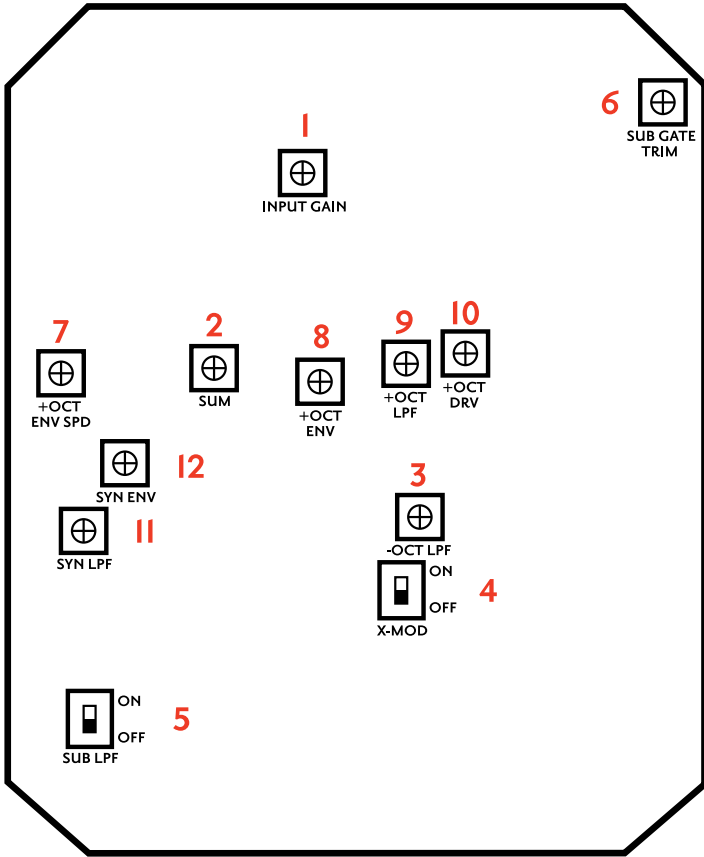 6
SUB GATE
TRIM
1
INPUT GAIN
7
+OCT
ENV SPD
2
SUM
8
+OCT
ENV
9
+OCT
LPF
10
+OCT
DRV
12
SYN ENV
11
SYN LPF
3
-OCT LPF
ON
OFF
X-MOD
4
ON
OFF
SUB LPF
5